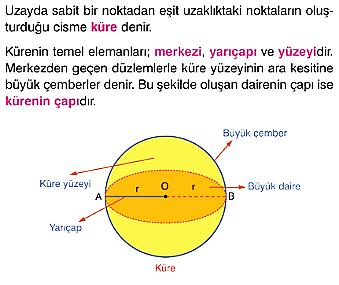 Uzayda sabit bir noktadan eşit uzaklıktaki noktaların oluş-
turduğu cisme küre denir.
Kürenin temel elemanları; merkezi, yarıçapı ve yüzeyidir.
Merkezden geçen düzlemlerle küre yüzeyinin ara kesitine
büyük çemberler denir. Bu şekilde oluşan dairenin çapı ise
kürenin çapıdır.
Büyük çember
Küre yüzeyi
r O r
Büyük daire
A B
Yarıçap
Küre